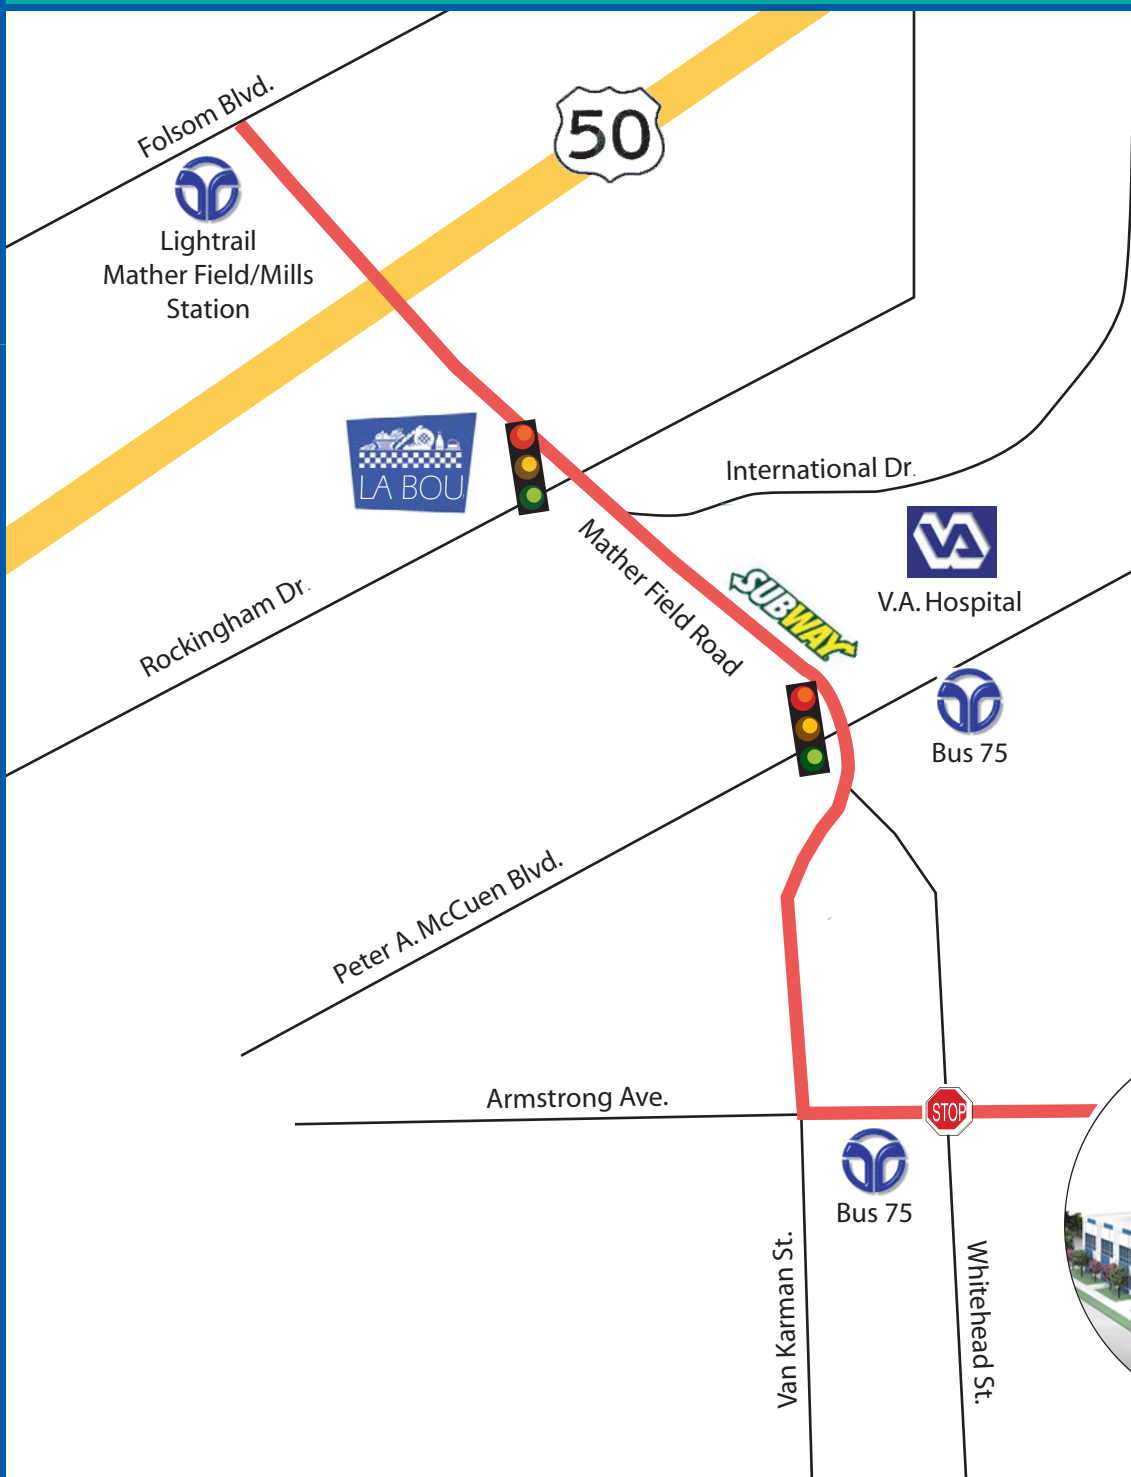 Folsom Blvd.
50
Lightrail
Mather Field/Mills
Station
LA BOU
International Dr.
Mather Field Road
SUBWAY
VA
V.A. Hospital
Rockingham Dr.
Bus 75
Peter A. McCuen Blvd.
Armstrong Ave.
STOP
Bus 75
Van Karman St.
Whitehead St.